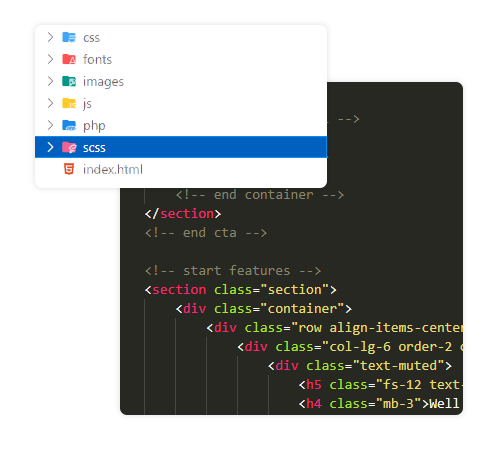 css
fonts
images
js
php
scss
index.html
-->
<!-- end container -->
</section>
<!-- end cta -->
<!-- start features -->
<section class="section">
<div class="container">
<div class="row align-items-center
<div class="col-lg-6 order-2
<div class="text-muted">
<h5 class="fs-12 text-
<h4 class="mb-3">Well